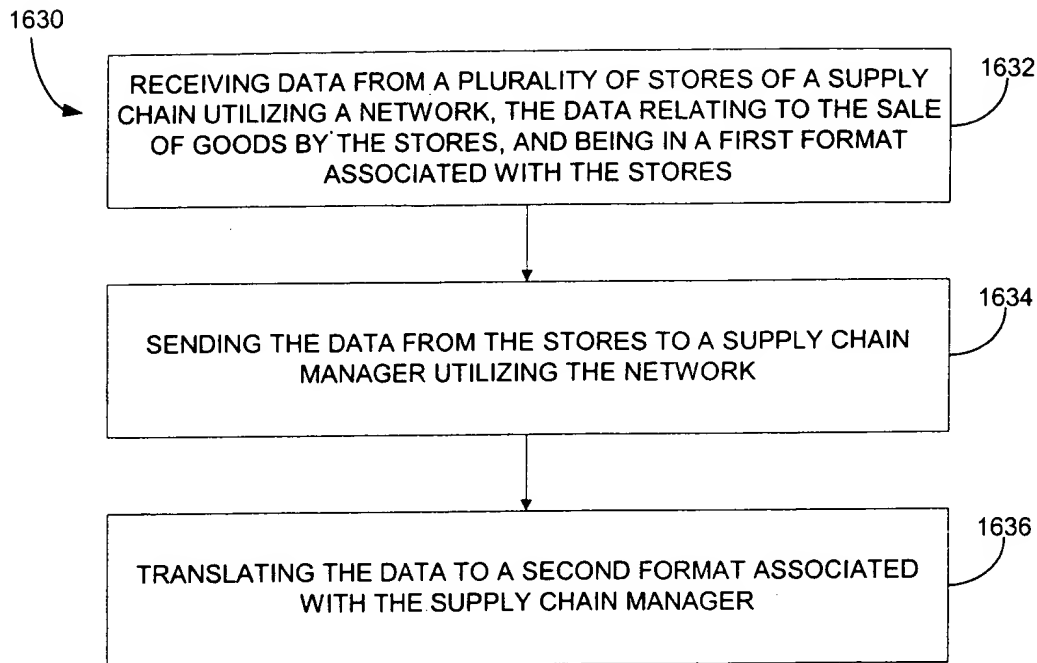 1630
RECEIVING DATA FROM A PLURALITY OF STORES OF A SUPPLY
CHAIN UTILIZING A NETWORK, THE DATA RELATING TO THE SALE
OF GOODS BY THE STORES, AND BEING IN A FIRST FORMAT
ASSOCIATED WITH THE STORES
1632
SENDING THE DATA FROM THE STORES TO A SUPPLY CHAIN
MANAGER UTILIZING THE NETWORK
1634
TRANSLATING THE DATA TO A SECOND FORMAT ASSOCIATED
WITH THE SUPPLY CHAIN MANAGER
1636